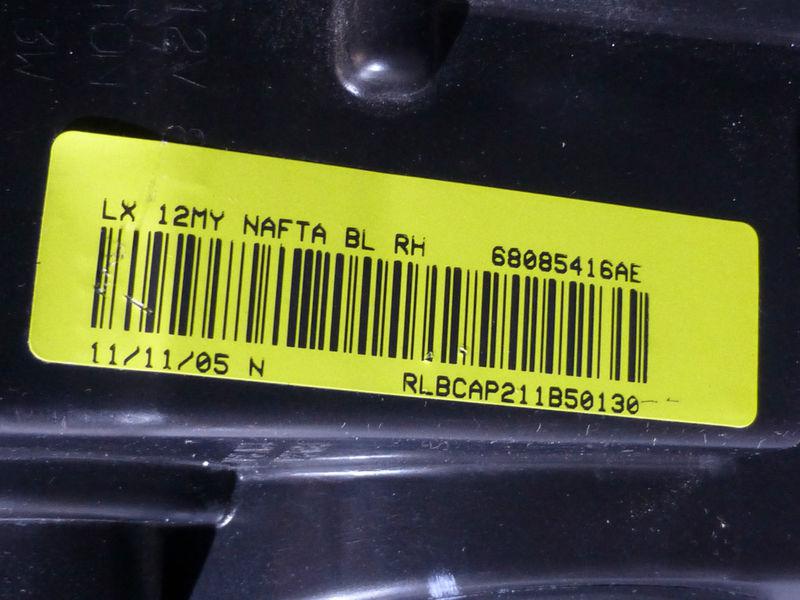 LX 12MY NAFTA BL RH 68085416AE
11/11/05 N RLBCAP211B50130